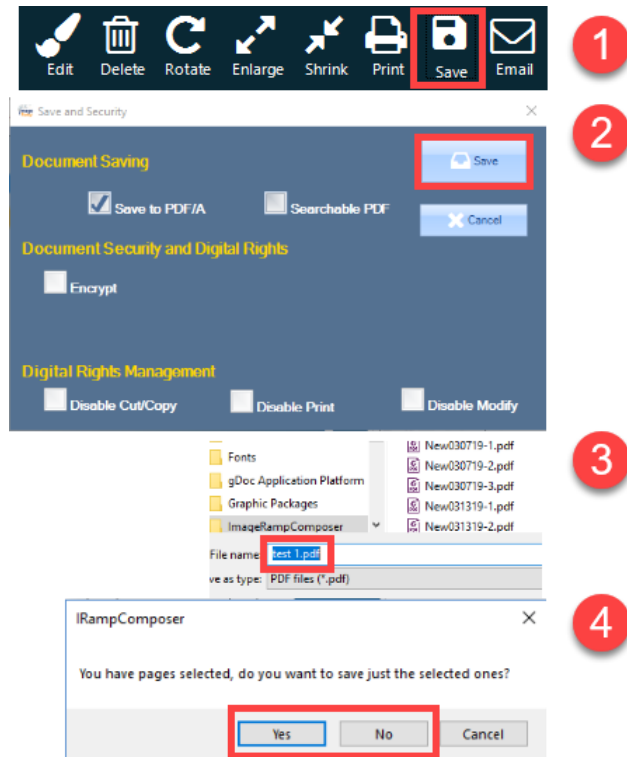 Edit Delete Rotate Enlarge Shrink Print Save Email
1
Save and Security
2
Document Saving
Save
Save to PDF/A Searchable PDF
Cancel
Document Security and Digital Rights
Encrypt
Digital Rights Management
Disable Cut/Copy Disable Print Disable Modify
3
New030719-1.pdf
Fonts New030719-2.pdf
gDoc Application Platform New030719-3.pdf
Graphic Packages New031319-1.pdf
ImageRampComposer New031319-2.pdf
File name: test 1.pdf
ve as type: PDF files (*.pdf)
4
IRampComposer
You have pages selected, do you want to save just the selected ones?
Yes No Cancel